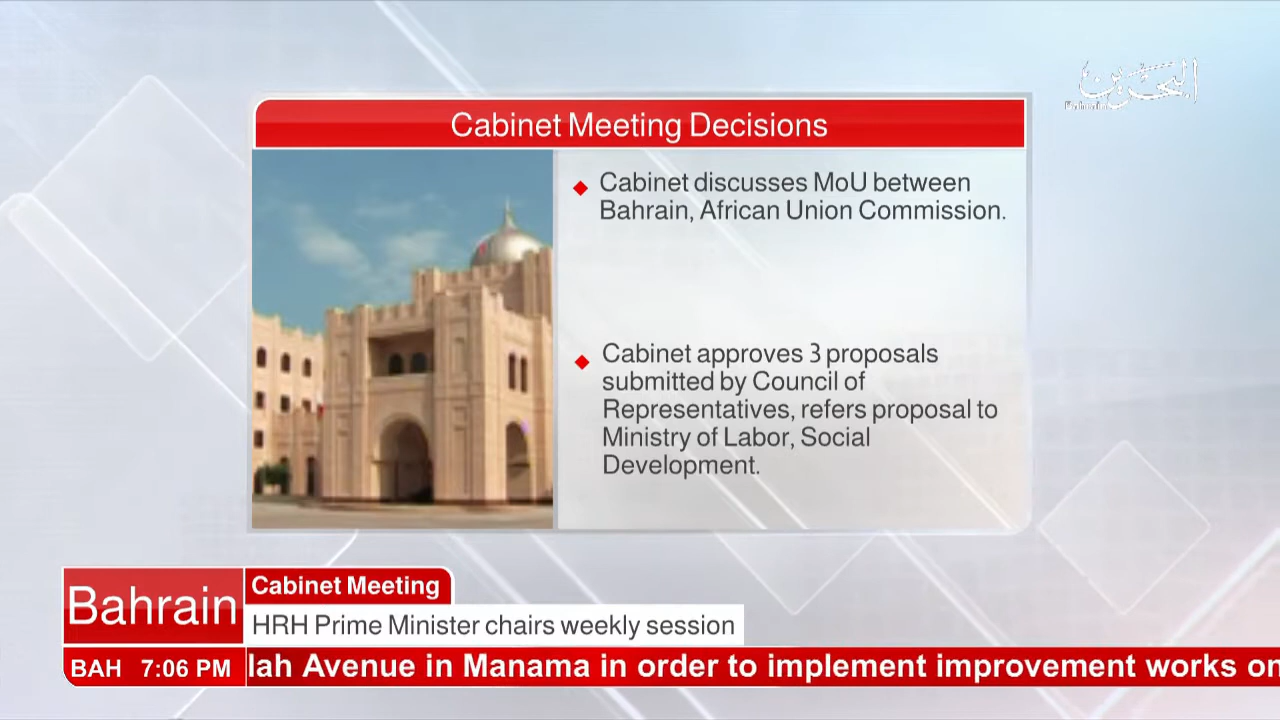 البحرين
Bahrain
Cabinet Meeting Decisions
Cabinet discusses MoU between
Bahrain, African Union Commission.
Cabinet approves 3 proposals
submitted by Council of
Representatives, refers proposal to
Ministry of Labor, Social
Development.
Bahrain
Cabinet Meeting
HRH Prime Minister chairs weekly session
BAH 7:06 PM
lah Avenue in Manama in order to implement improvement works on